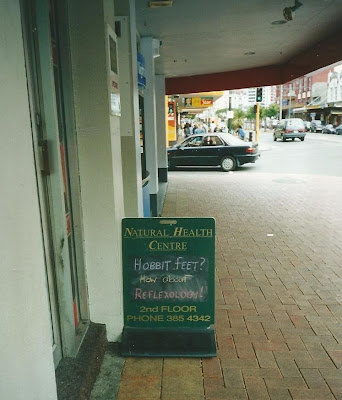 NATURAL HEALTH
CENTRE
HOBBIT FEET?
HOW ABOUT
REFLEXOLOGY!
2nd FLOOR
PHONE 385 4342